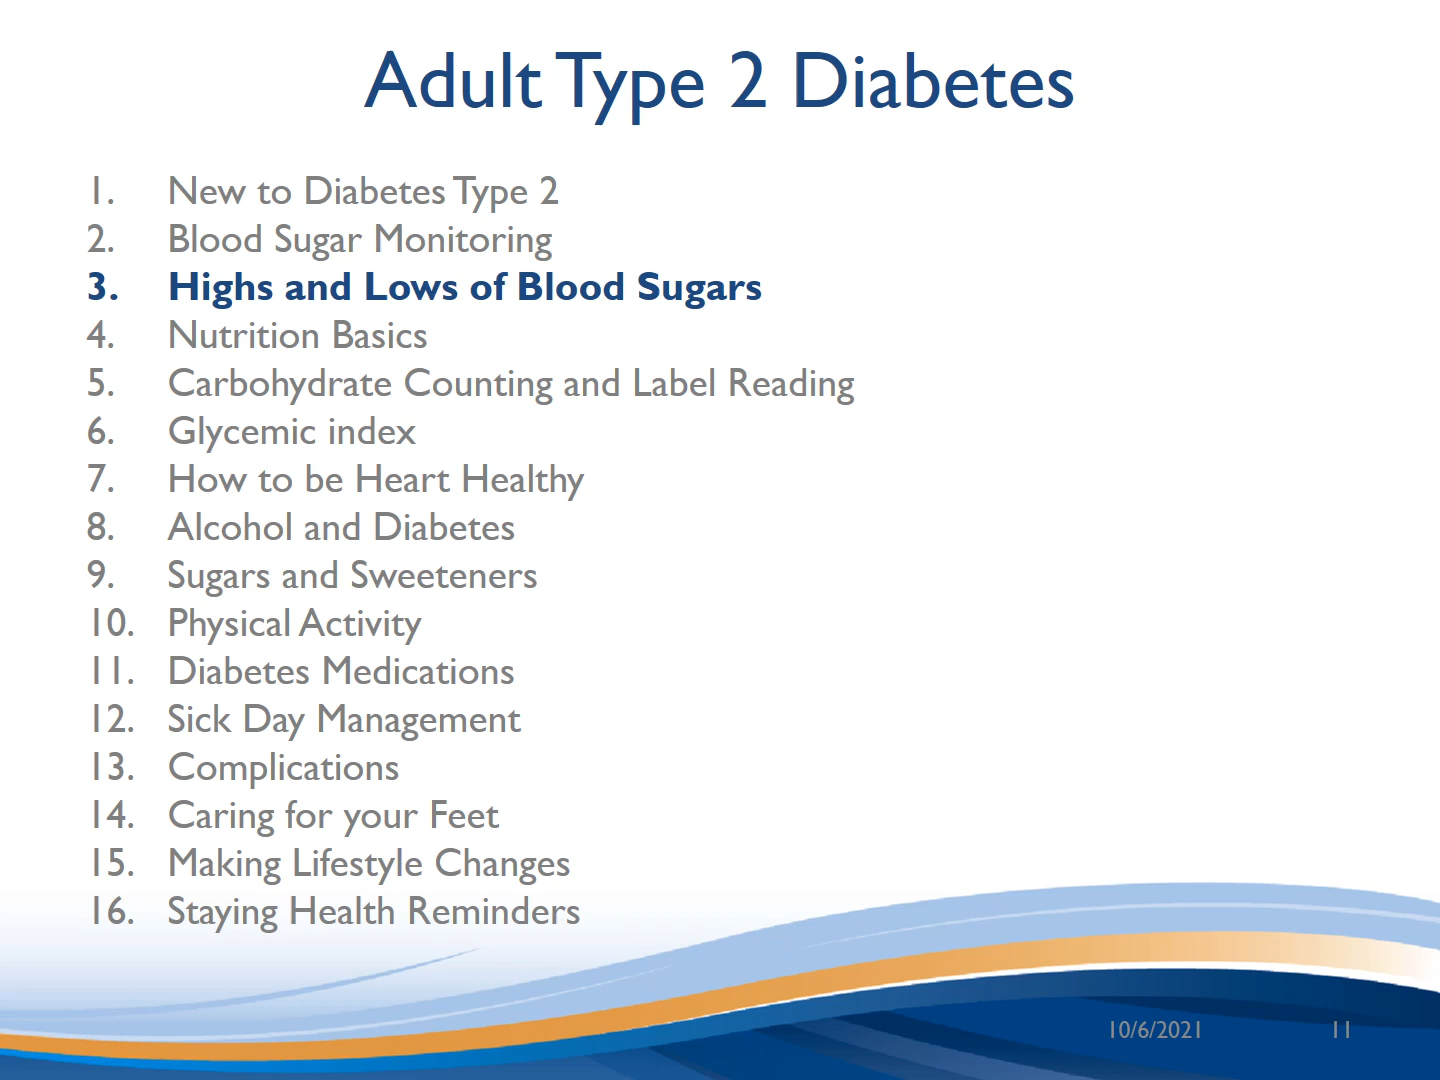 Adult Type 2 Diabetes
1. New to Diabetes Type 2
2. Blood Sugar Monitoring
3. Highs and Lows of Blood Sugars
4. Nutrition Basics
5. Carbohydrate Counting and Label Reading
6. Glycemic index
7. How to be Heart Healthy
8. Alcohol and Diabetes
9. Sugars and Sweeteners
10. Physical Activity
11. Diabetes Medications
12. Sick Day Management
13. Complications
14. Caring for your Feet
15. Making Lifestyle Changes
16. Staying Health Reminders
10/6/2021 11